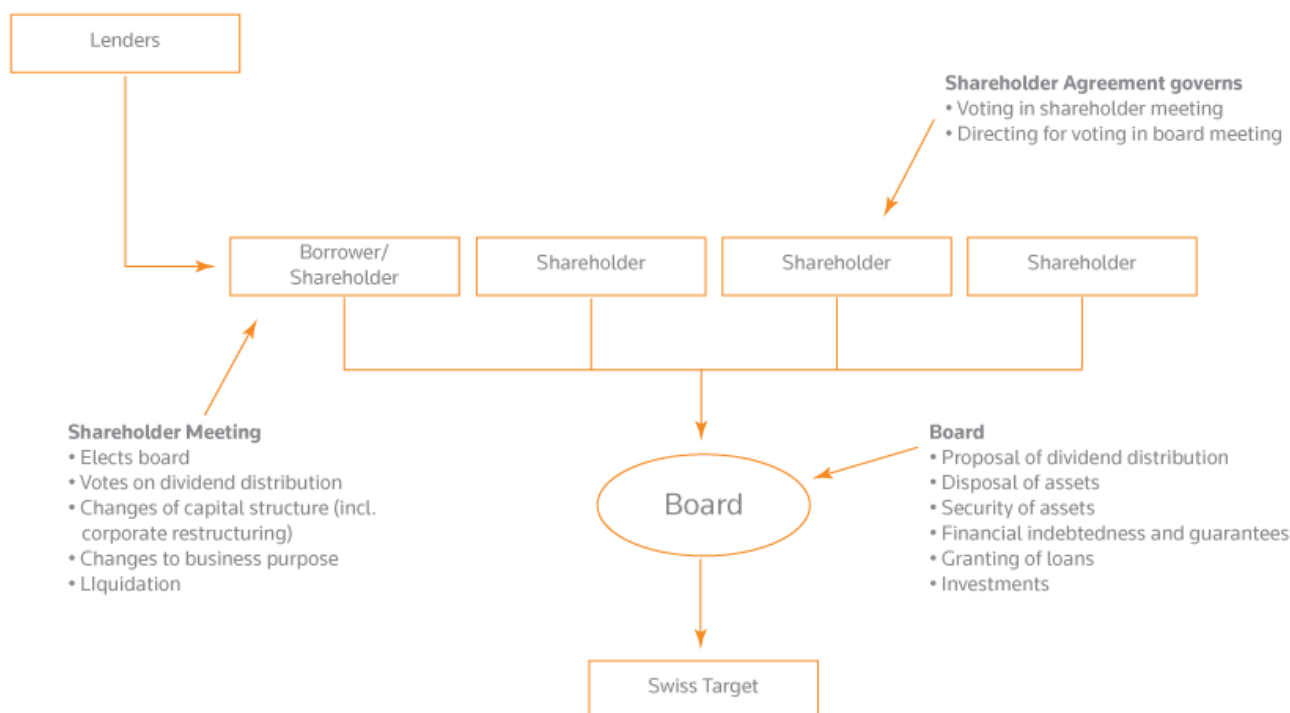 Lenders
Shareholder Agreement governs
• Voting in shareholder meeting
• Directing for voting in board meeting
Borrower/
Shareholder
Shareholder
Shareholder
Shareholder
Shareholder Meeting
• Elects board
• Votes on dividend distribution
• Changes of capital structure (incl.
corporate restructuring)
• Changes to business purpose
• LIquidation
Board
Board
• Proposal of dividend distribution
• Disposal of assets
• Security of assets
• Financial indebtedness and guarantees
• Granting of loans
• Investments
Swiss Target